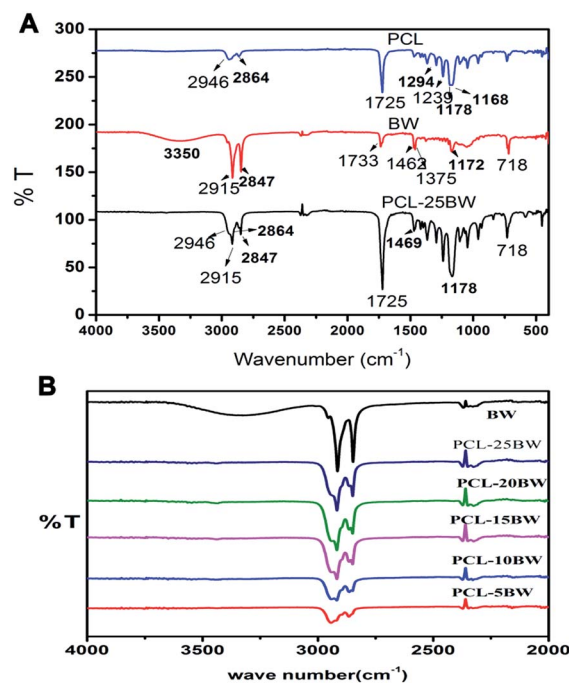 A
300
250
200
150
100
50
0
% T
PCL
2946
2864
1725
1294
1239
1178
1168
BW
3350
2915
2847
1733
1462
1375
1172
718
PCL-25BW
2946
2864
2847
2915
1725
1469
1178
718
4000 3500 3000 2500 2000 1500 1000 500
Wavenumber (cm-1)
B
BW
PCL-25BW
PCL-20BW
%T
PCL-15BW
PCL-10BW
PCL-5BW
4000 3500 3000 2500 2000
wave number(cm-1)